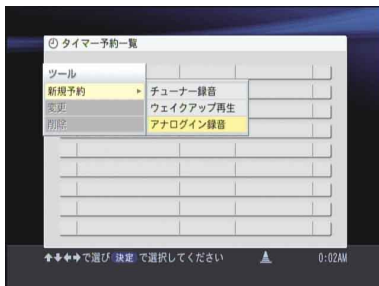 タイマー予約一覧
ツール
新規予約
チューナー録音
変更
ウェイクアップ再生
削除
アナログイン録音
で選び 決定 で選択してください
0:02AM